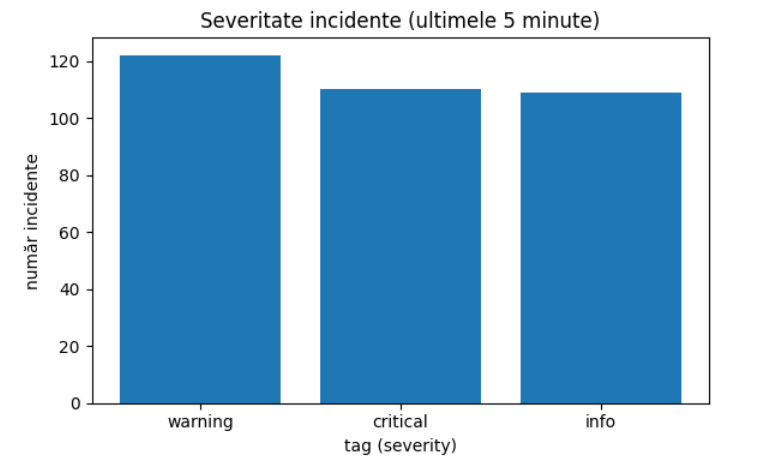 Severitate incidente (ultimele 5 minute)
număr incidente
120
100
80
60
40
20
0
warning critical info
tag (severity)